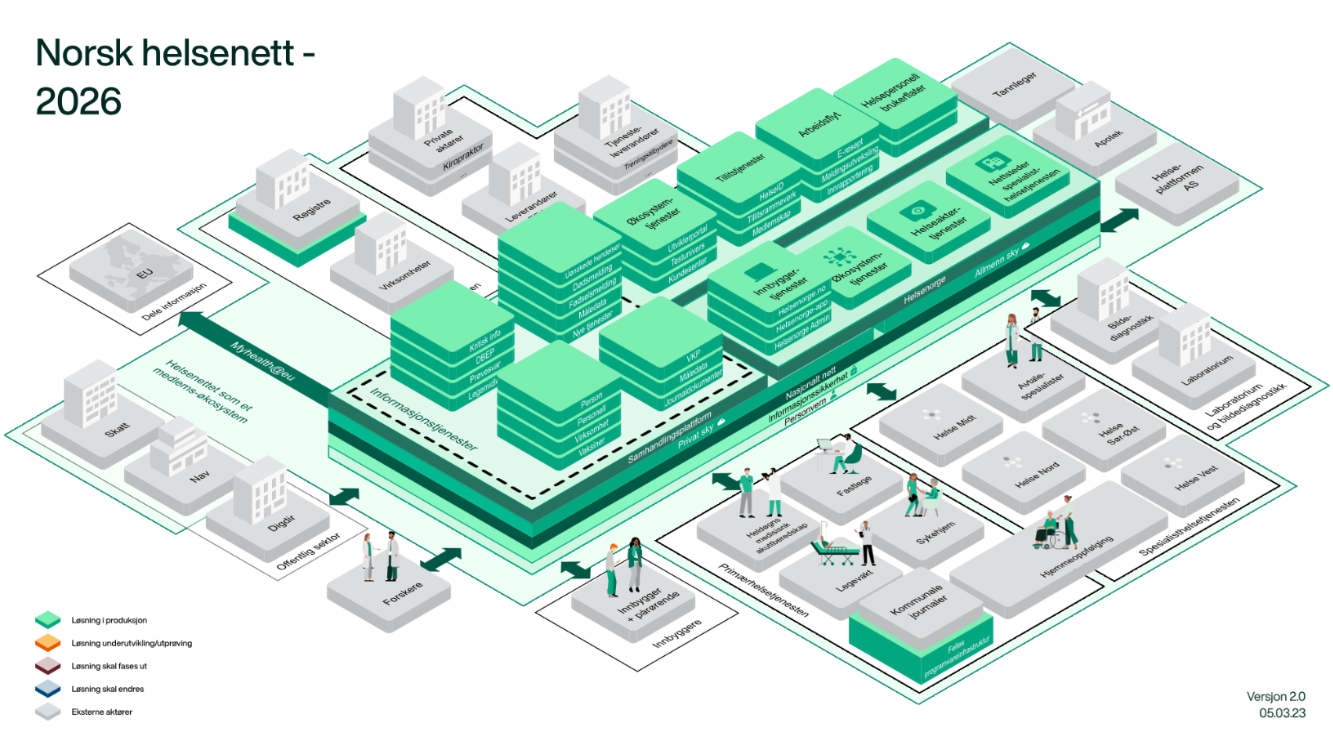 Norsk helsenett -
2026
Private
aktører
Kiropraktor
...
Tjeneste-
leverandører
Treningstilbydere
...
Leverandører
Registre
Virksomheter
EU
Dele informasjon
Myhealth@eu
Helsenettet som et
medlems-økosystem
Helsepersonell
brukerflater
Arbeidsflyt
E-resept
Meldingsutveksling
Innrapportering
Tillitstjenester
HelseID
Tillitsrammeverk
Medlemskap
Økosystem-
tjenester
Utviklerportal
Testunivers
Kundesenter
Uønskede hendelser
Dødsmelding
Fødselsmelding
Måledata
Nye tjenester
Kritisk info
DBEP
Prøvesvar
Legemidl
Person
Personell
Virksomhet
Vaksiner
VKP
Måledata
Journaldokumenter
Informasjonstjenester
Innbygger-
tjenester
Helsenorge.no
Helsenorge-app
Helsenorge Admin
Økosystem-
tjenester
Helseaktør-
tjenester
Nettsteder
spesialist-
helsetjenesten
Helsenorge
Allmenn sky
Samhandlingsplattform
Privat sky
Nasjonalt nett
Informasjonssikkerhet
Personvern
Tannleger
Apotek
Helse-
plattformen
AS
Bilde-
diagnostikk
Laboratorium
Laboratorium
og bildediagnostikk
Avtale-
spesialister
Helse Midt
Helse
Sør-Øst
Helse Nord
Helse Vest
Spesialisthelsetjenesten
Fastlege
Heldøgns
medisinsk
akuttberedskap
Sykehjem
Legevakt
Hjemmeoppfølging
Primærhelsetjenesten
Kommunale
journaler
Felles
programvareinfrastruktur
Skatt
Nav
Digdir
Offentlig sektor
Forskere
Innbygger
+ pårørende
Innbyggere
Løsning i produksjon
Løsning underutvikling/utprøving
Løsning skal fases ut
Løsning skal endres
Eksterne aktører
Versjon 2.0
05.03.23